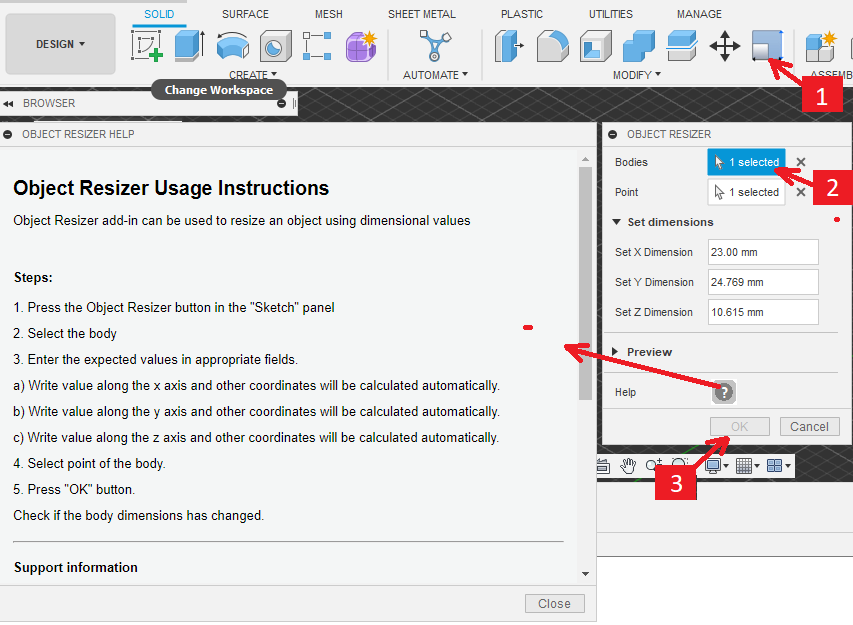 SOLID SURFACE MESH SHEET METAL PLASTIC UTILITIES MANAGE
DESIGN
CREATE AUTOMATE MODIFY ASSEMB
Change Workspace
1
BROWSER
OBJECT RESIZER HELP
Object Resizer Usage Instructions
Object Resizer add-in can be used to resize an object using dimensional values
Steps:
1. Press the Object Resizer button in the "Sketch" panel
2. Select the body
3. Enter the expected values in appropriate fields.
a) Write value along the x axis and other coordinates will be calculated automatically.
b) Write value along the y axis and other coordinates will be calculated automatically.
c) Write value along the z axis and other coordinates will be calculated automatically.
4. Select point of the body.
5. Press "OK" button.
Check if the body dimensions has changed.
Support information
Close
OBJECT RESIZER
Bodies 1 selected
2
Point 1 selected
Set dimensions
Set X Dimension 23.00 mm
Set Y Dimension 24.769 mm
Set Z Dimension 10.615 mm
Preview
Help ?
OK Cancel
3